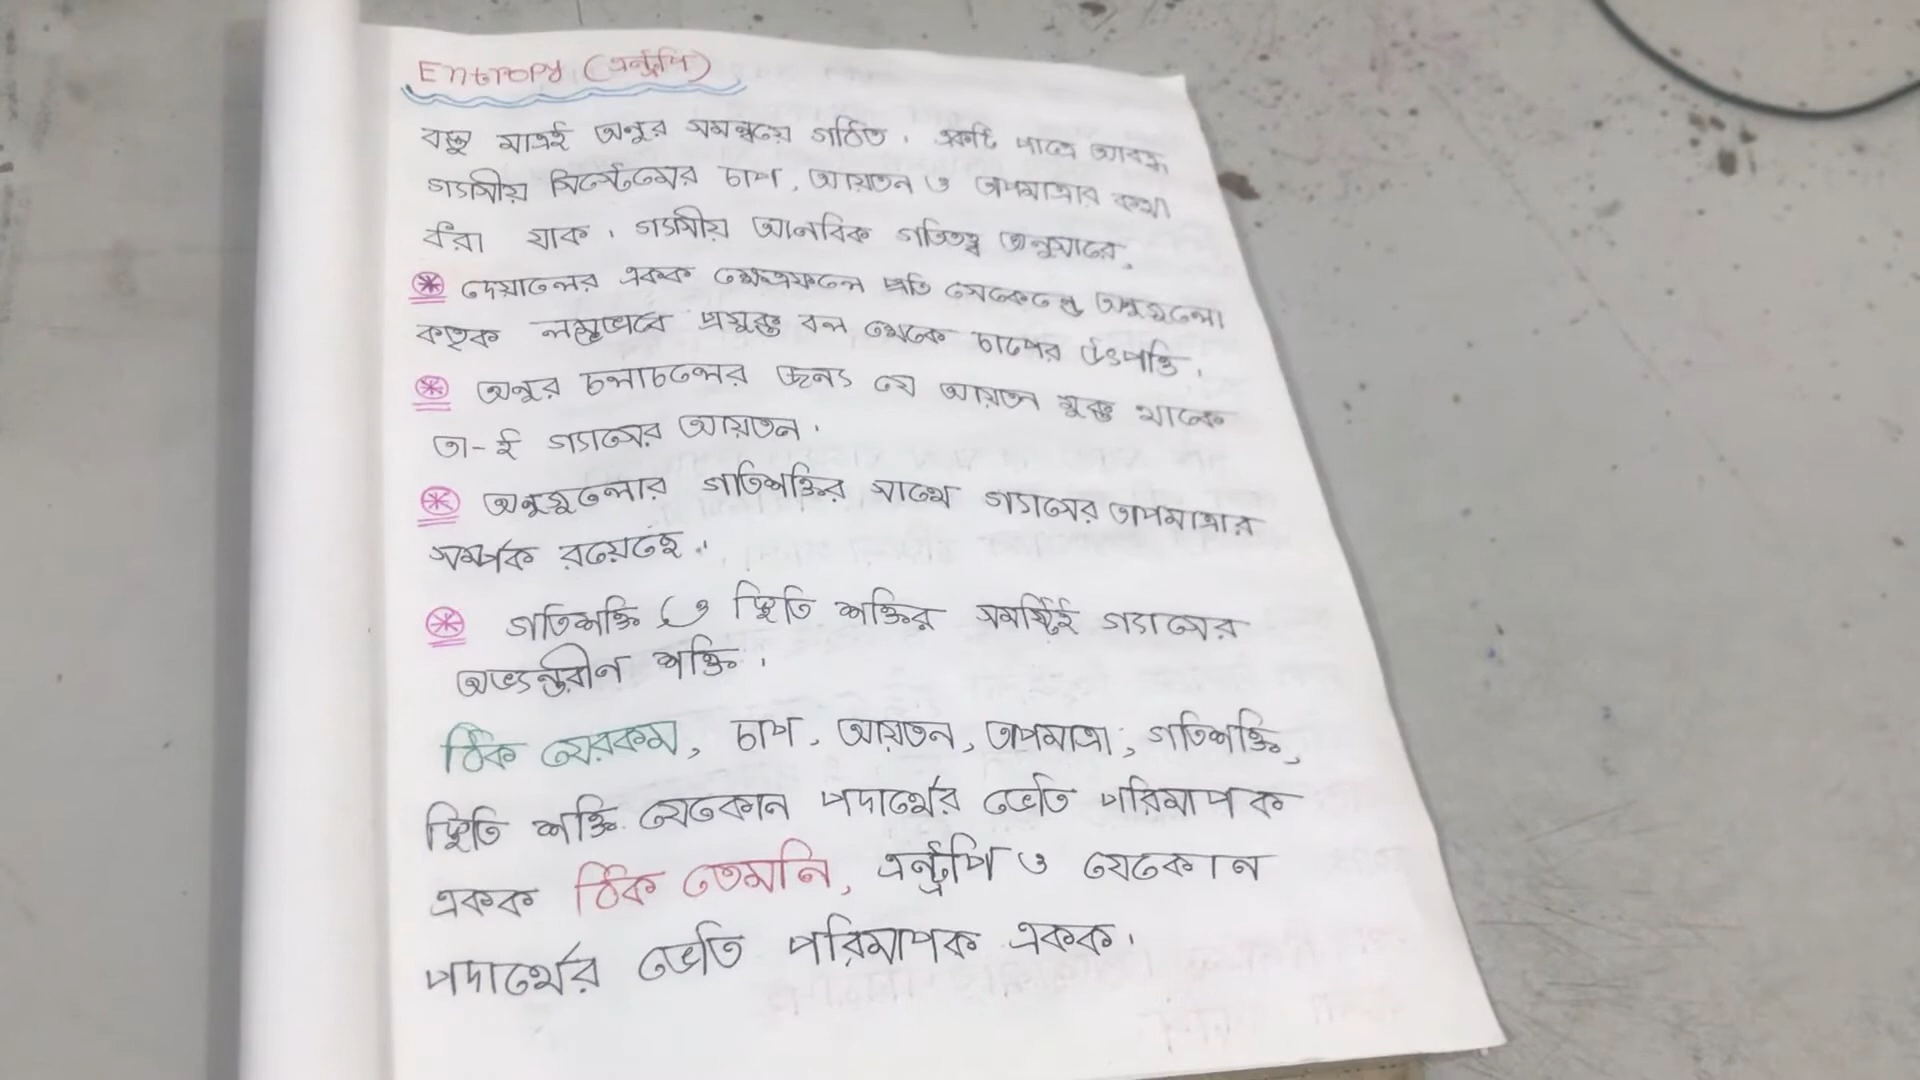 Entropy (এন্ট্রপি)
বস্তু মাত্রই অনুর সমন্বয়ে গঠিত। একটি পাত্রে আবদ্ধ
গ্যাসীয় সিস্টেমের চাপ, আয়তন ও তাপমাত্রার কথা
ধরা যাক। গ্যাসীয় আনবিক গতিতত্ত্ব অনুসারে,
দেয়ালের একক ক্ষেত্রফলে প্রতি সেকেন্ডে অনুগুলো
কতৃক লম্বভাবে প্রযুক্ত বল থেকে চাপের উৎপত্তি।
অনুর চলাচলের জন্য যে আয়তন মুক্ত থাকে
তা-ই গ্যাসের আয়তন।
অনুগুলোর গতিশক্তির সাথে গ্যাসের তাপমাত্রার
সম্পর্ক রয়েছে।
গতিশক্তি ও স্থিতি শক্তির সমষ্টিই গ্যাসের
অভ্যন্তরীন শক্তি।
ঠিক যেরকম, চাপ, আয়তন, তাপমাত্রা, গতিশক্তি,
স্থিতি শক্তি যেকোন পদার্থের ভৌত পরিমাপক
একক ঠিক তেমনি, এন্ট্রপি ও যেকোন
পদার্থের ভৌত পরিমাপক একক।